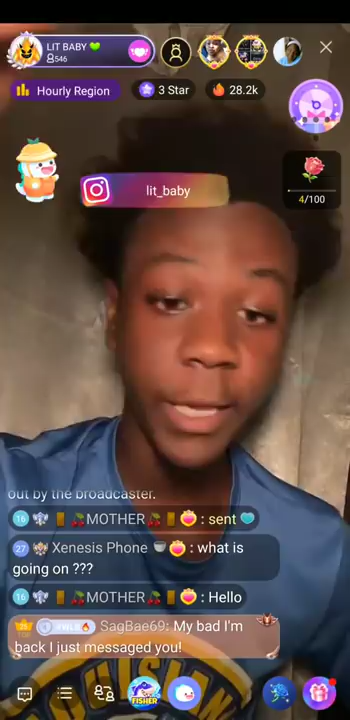 LIT BABY 💚
546
Hourly Region
3 Star
28.2k
lit_baby
4/100
out by the broadcaster.
16 🍒MOTHER🍒 : sent
27 Xenesis Phone : what is
going on ???
16 🍒MOTHER🍒 : Hello
SagBae69: My bad I'm
back I just messaged you!
LOUISIANA
FISHER